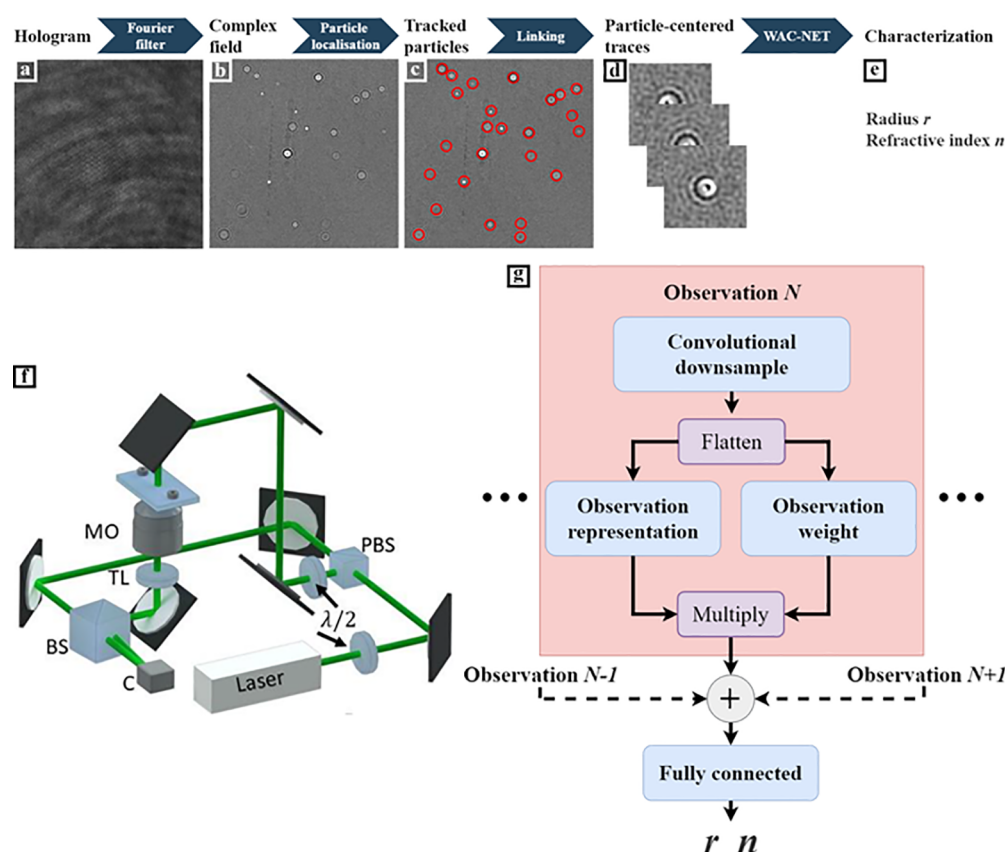 Hologram
Fourier
filter
Complex
field
Particle
localisation
Tracked
particles
Linking
Particle-centered
traces
WAC-NET
Characterization
a
b
c
d
e
Radius r
Refractive index n
g
Observation N
Convolutional
downsample
Flatten
Observation
representation
Observation
weight
Multiply
Observation N-1
Observation N+1
+
Fully connected
r n
f
MO
TL
PBS
λ/2
BS
C
Laser